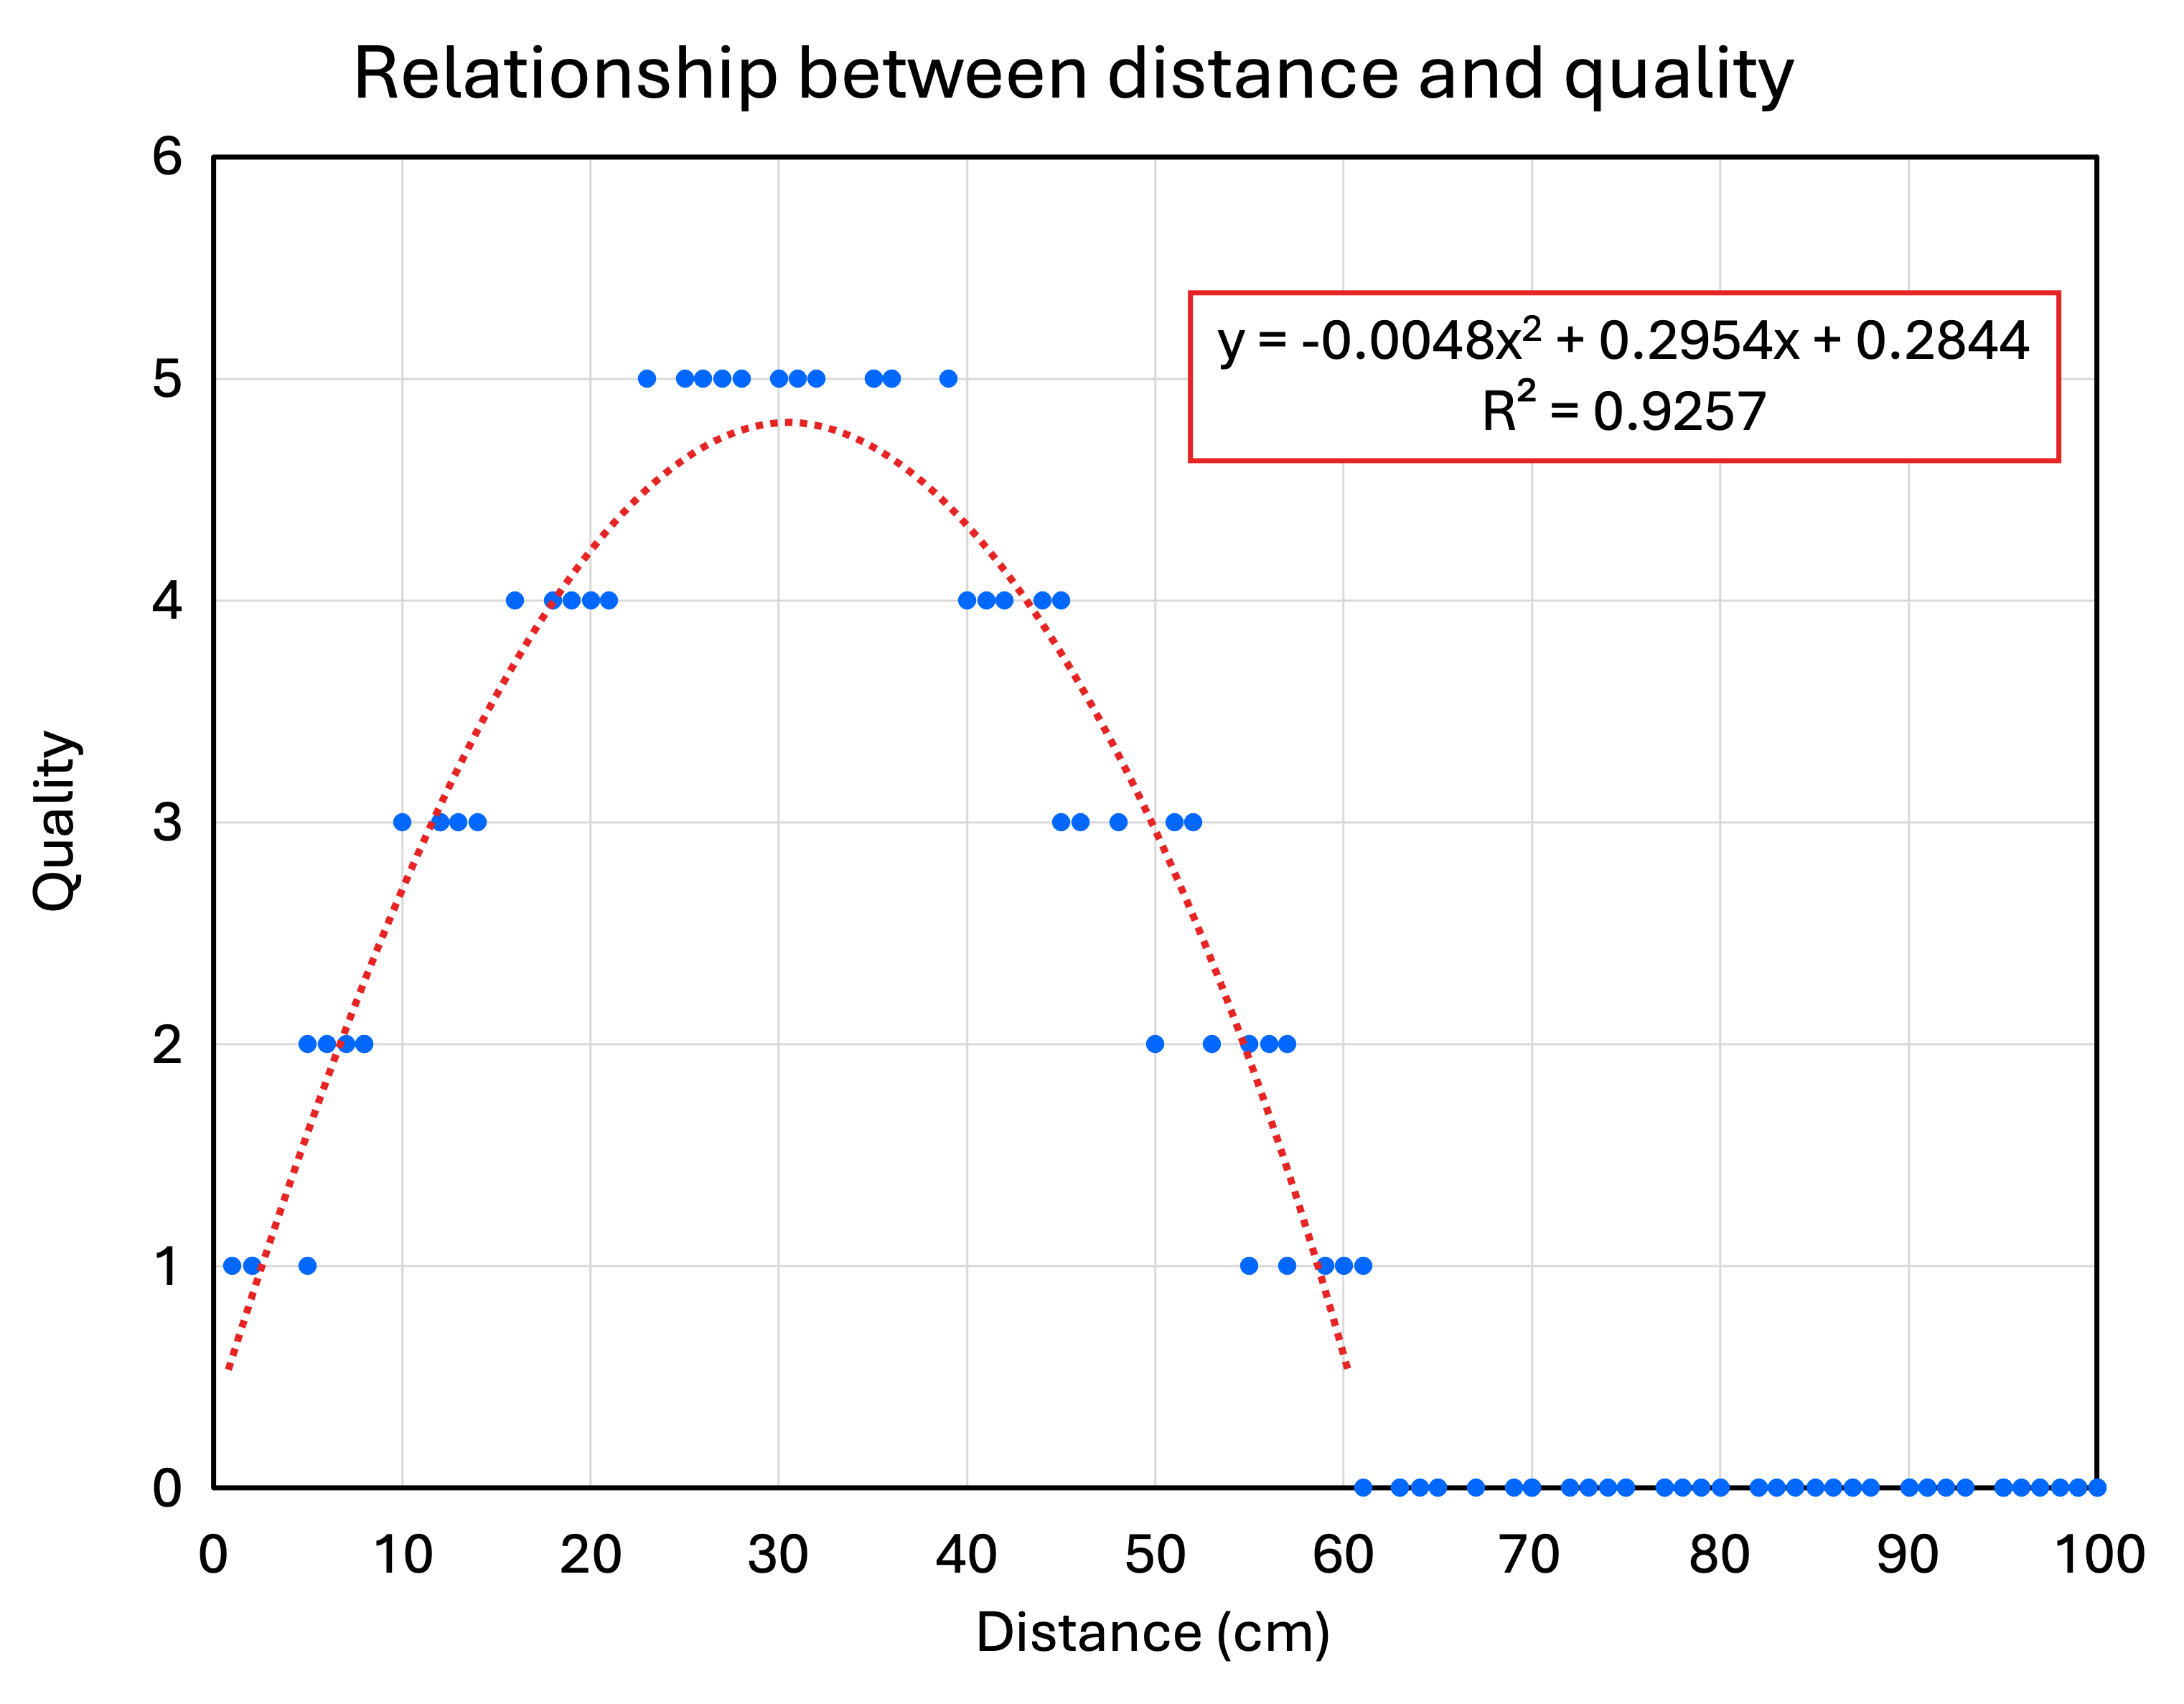 Relationship between distance and quality
6
5
4
3
2
1
0
Quality
y = -0.0048x² + 0.2954x + 0.2844
R² = 0.9257
0 10 20 30 40 50 60 70 80 90 100
Distance (cm)